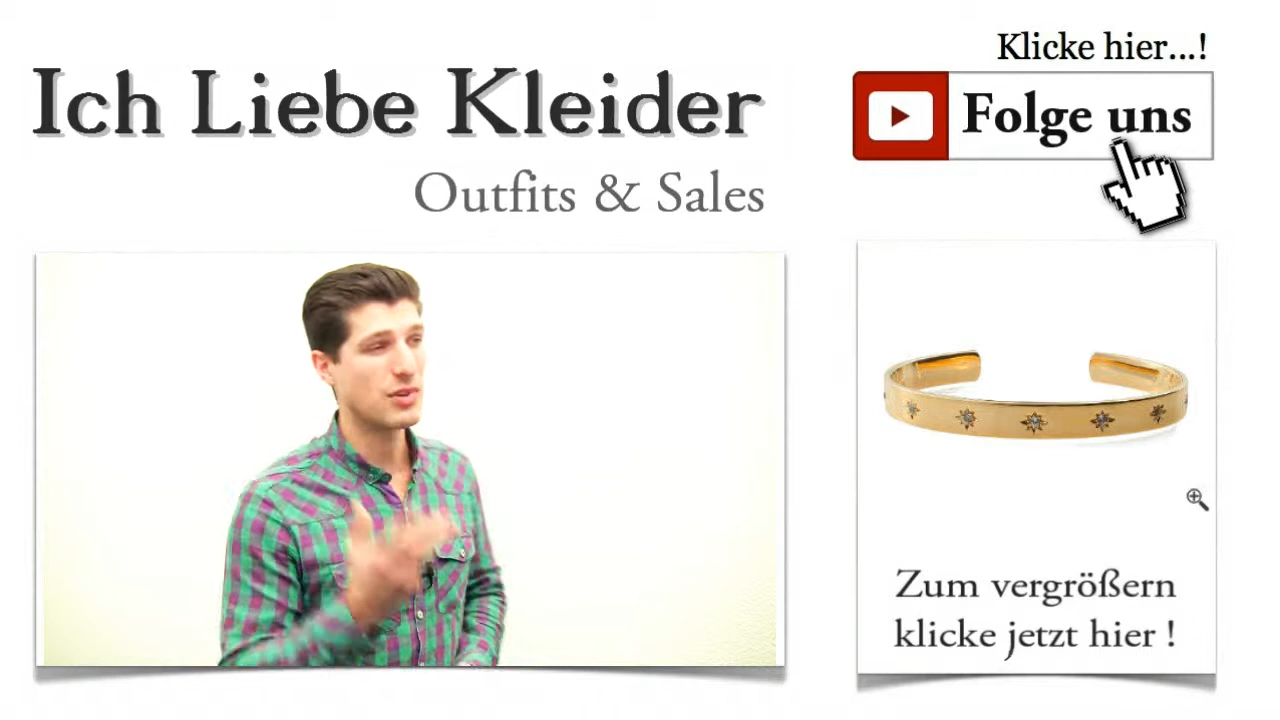 Ich Liebe Kleider
Outfits & Sales
Klicke hier...!
Folge uns
Zum vergrößern
klicke jetzt hier !